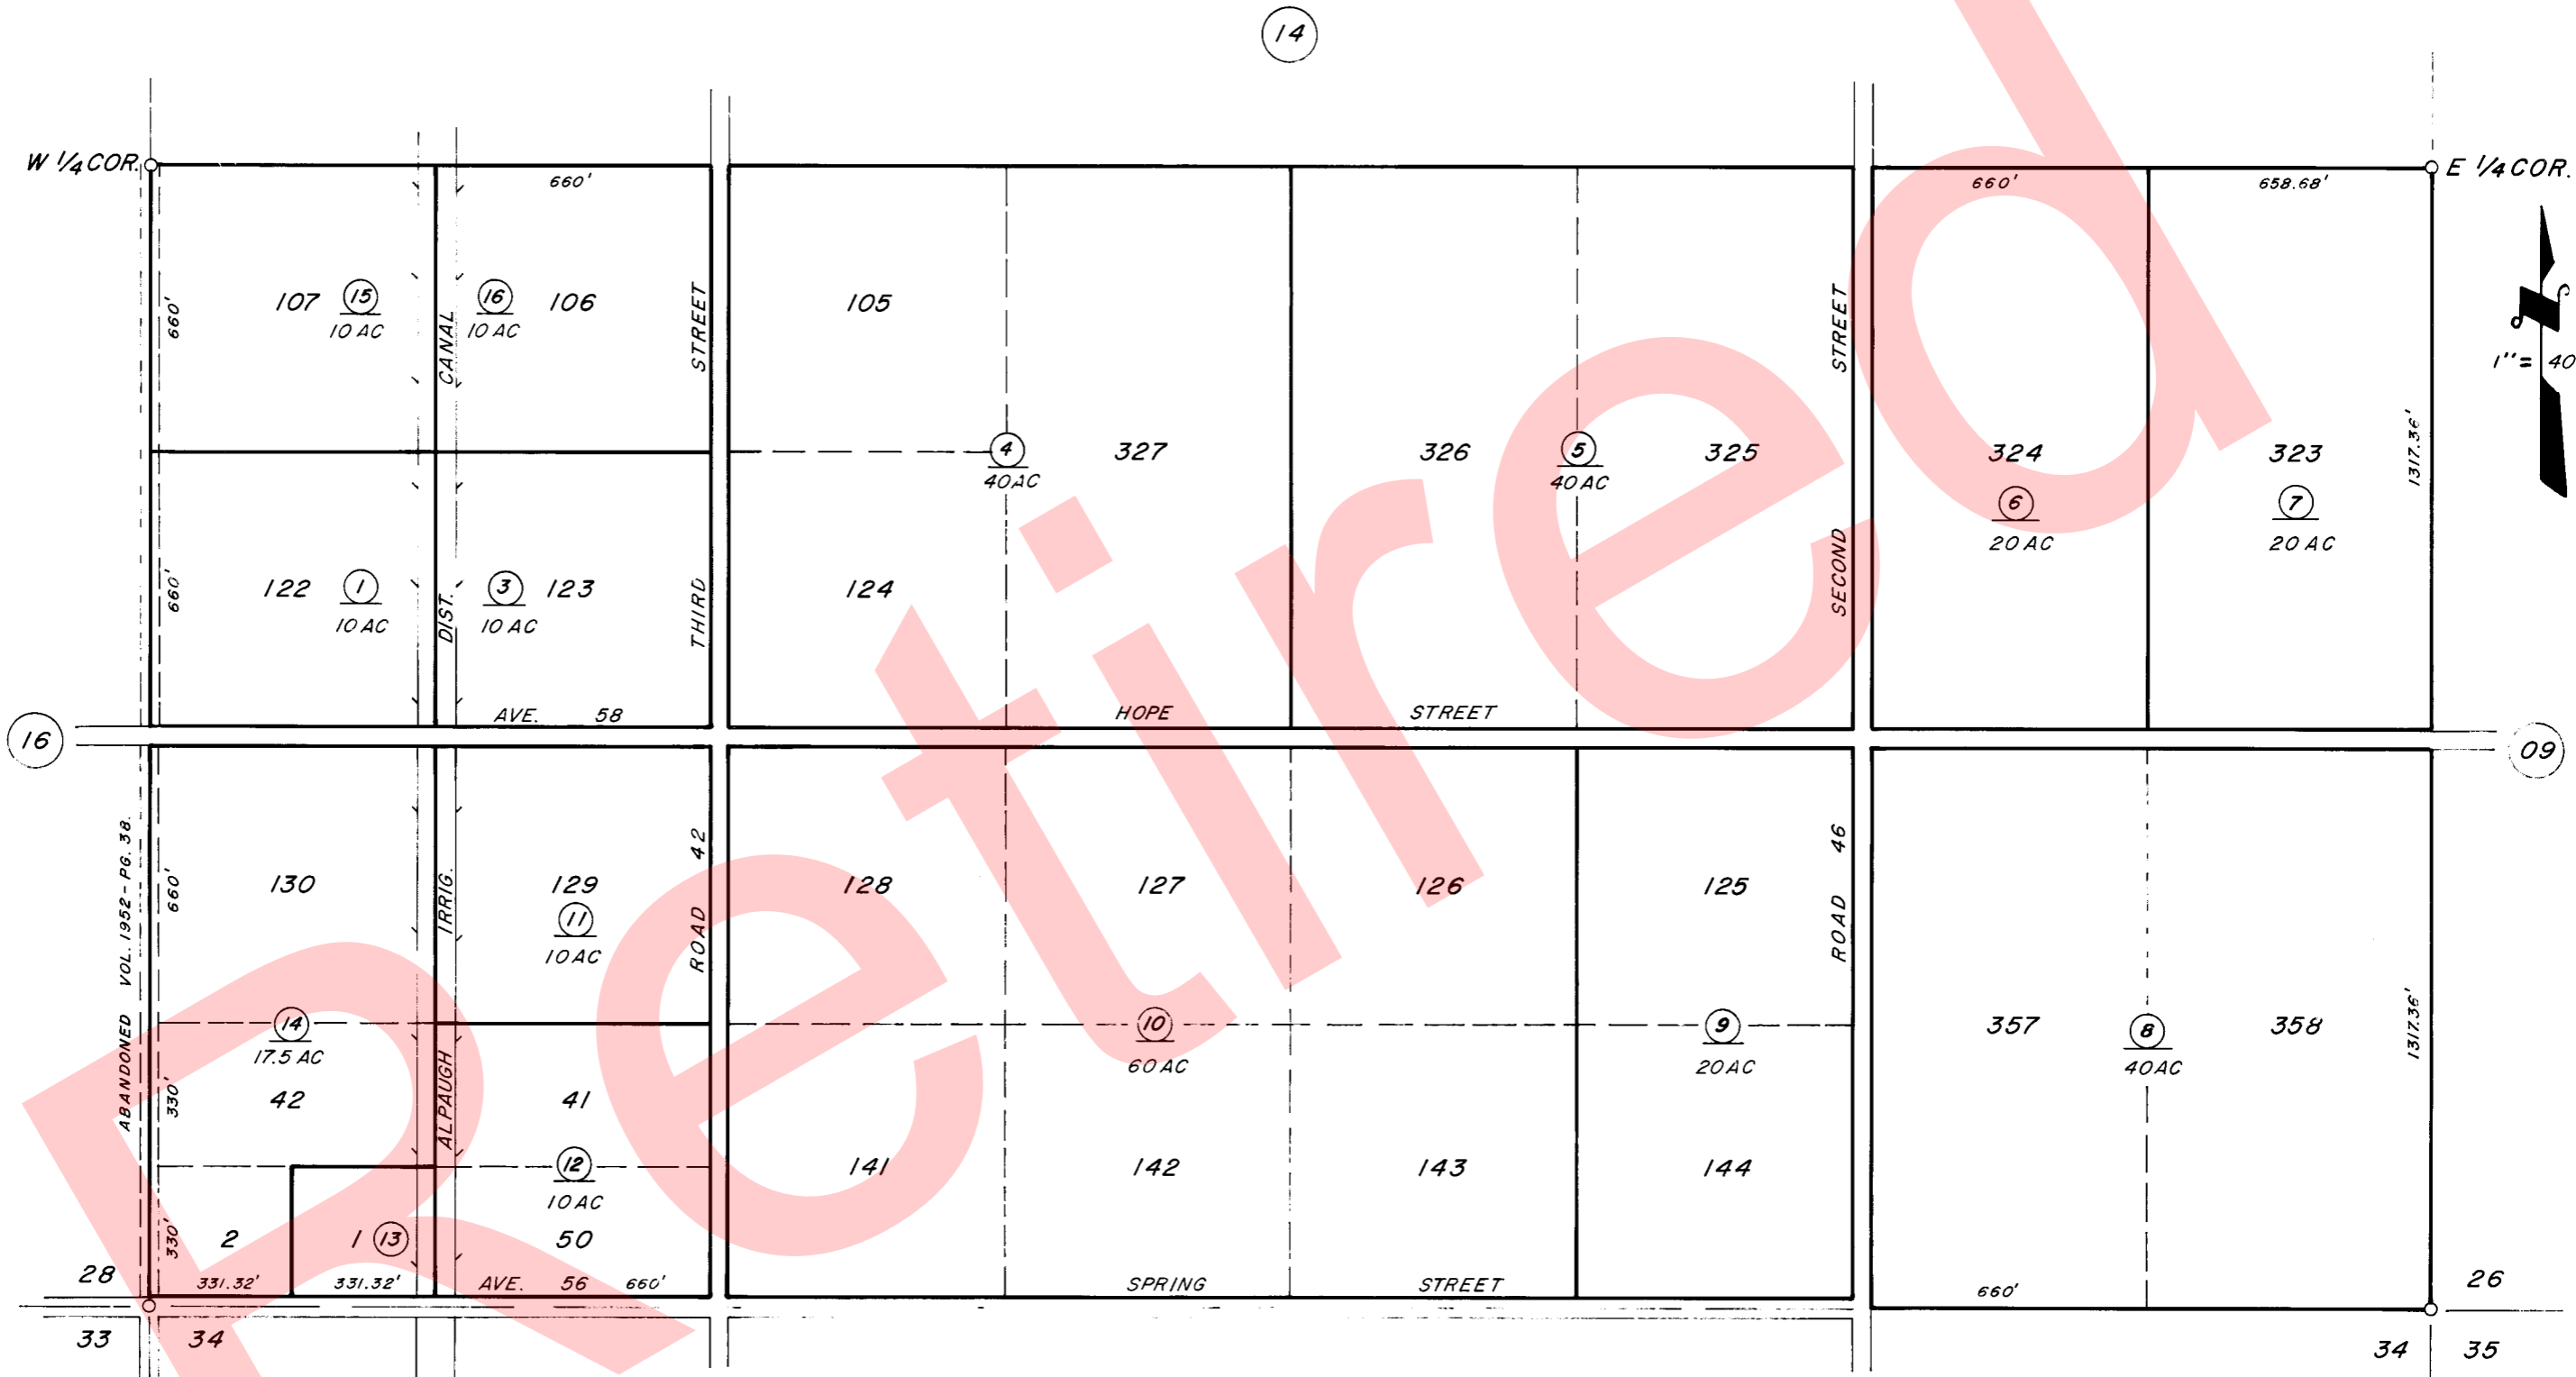 14
W 1/4 COR.
E 1/4 COR.
660'
660'
658.68'
107 15
10 AC
16 106
10 AC
660'
CANAL
STREET
105
STREET
1" = 40
4
40 AC
327
326
5
40 AC
325
324
6
20 AC
323
7
20 AC
1317.36'
660'
122 1
10 AC
DIST.
3 123
10 AC
THIRD
124
SECOND
AVE. 58
HOPE STREET
16
09
ABANDONED VOL. 1952 - PG. 38.
660'
130
IRRIG.
129
11
10 AC
ROAD 42
128
127
126
125
ROAD 46
14
17.5 AC
10
60 AC
9
20 AC
357
8
40 AC
358
1317.36'
330'
42
ALPAUGH
41
12
10 AC
141
142
143
144
330'
2
1 13
50
28
331.32'
331.32'
AVE. 56 660'
SPRING STREET
660'
26
33
34
34
35
Retired